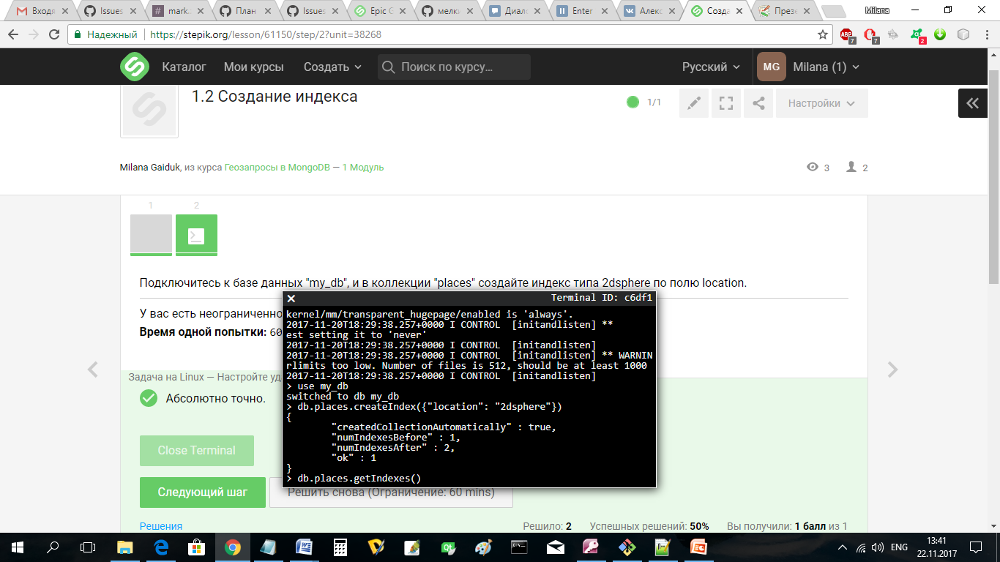 Входя
Issues
mark.
План
Issues
Epic G
мелки
Диало
Enter
Алекс
Созда
Презе
Milana
Надежный
https://stepik.org/lesson/61150/step/2?unit=38268
ABP
7
7
2
Каталог
Мои курсы
Создать
Поиск по курсу...
Русский
MG
Milana (1)
1.2 Создание индекса
1/1
Настройки
Milana Gaiduk, из курса Геозапросы в MongoDB — 1 Модуль
3
2
1
2
Подключитесь к базе данных "my_db", и в коллекции "places" создайте индекс типа 2dsphere по полю location.
У вас есть неограниченно
Время одной попытки: 60
Задача на Linux — Настройте уд
Абсолютно точно.
Close Terminal
Следующий шаг
Решить снова (Ограничение: 60 mins)
Решения
Решило: 2
Успешных решений: 50%
Вы получили: 1 балл из 1
Terminal ID: c6df1
kernel/mm/transparent_hugepage/enabled is 'always'.
2017-11-20T18:29:38.257+0000 I CONTROL  [initandlisten] **
est setting it to 'never'
2017-11-20T18:29:38.257+0000 I CONTROL  [initandlisten]
2017-11-20T18:29:38.257+0000 I CONTROL  [initandlisten] ** WARNIN
rlimits too low. Number of files is 512, should be at least 1000
2017-11-20T18:29:38.257+0000 I CONTROL  [initandlisten]
> use my_db
switched to db my_db
> db.places.createIndex({"location": "2dsphere"})
{
"createdCollectionAutomatically" : true,
"numIndexesBefore" : 1,
"numIndexesAfter" : 2,
"ok" : 1
}
> db.places.getIndexes()
ENG
13:41
22.11.2017